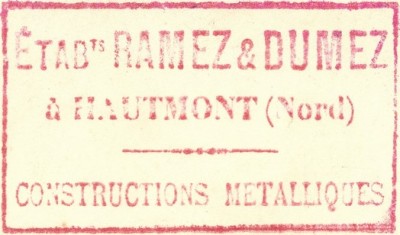 ÉTABTS RAMEZ & DUMEZ
à HAUTMONT (Nord)
CONSTRUCTIONS METALLIQUES